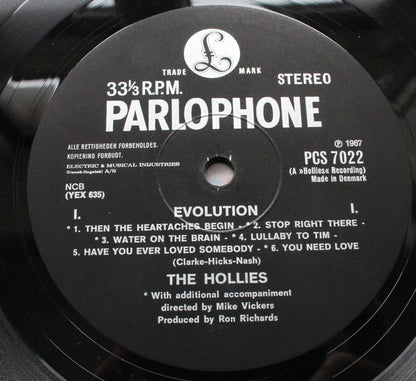 £
TRADE MARK
33⅓ R.P.M. STEREO
PARLOPHONE
ALLE RETTIGHEDER FORBEHOLDES.
KOPIERING FORBUDT.
ELECTRIC & MUSICAL INDUSTRIES
(Dansk-Engelsk) A/S
℗ 1967
PCS 7022
(A »Hollies« Recording)
Made in Denmark
NCB
(YEX 635)
I. EVOLUTION I.
* 1. THEN THE HEARTACHES BEGIN - * 2. STOP RIGHT THERE -
* 3. WATER ON THE BRAIN - * 4. LULLABY TO TIM -
5. HAVE YOU EVER LOVED SOMEBODY - * 6. YOU NEED LOVE
(Clarke-Hicks-Nash)
THE HOLLIES
* With additional accompaniment
directed by Mike Vickers
Produced by Ron Richards